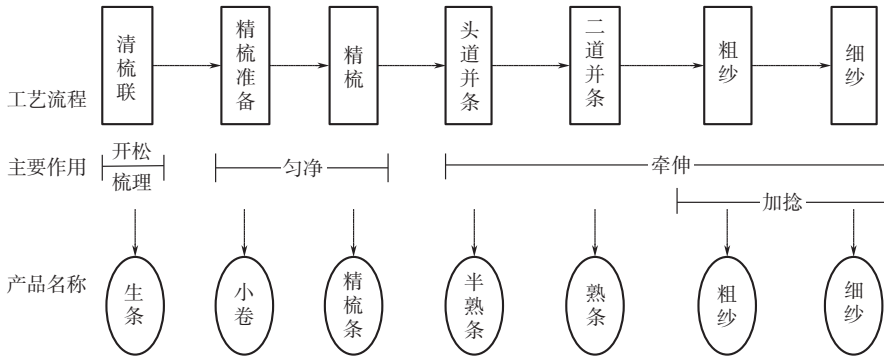 工艺流程
清梳联
精梳准备
精梳
头道并条
二道并条
粗纱
细纱
主要作用
开松
梳理
匀净
牵伸
加捻
产品名称
生条
小卷
精梳条
半熟条
熟条
粗纱
细纱